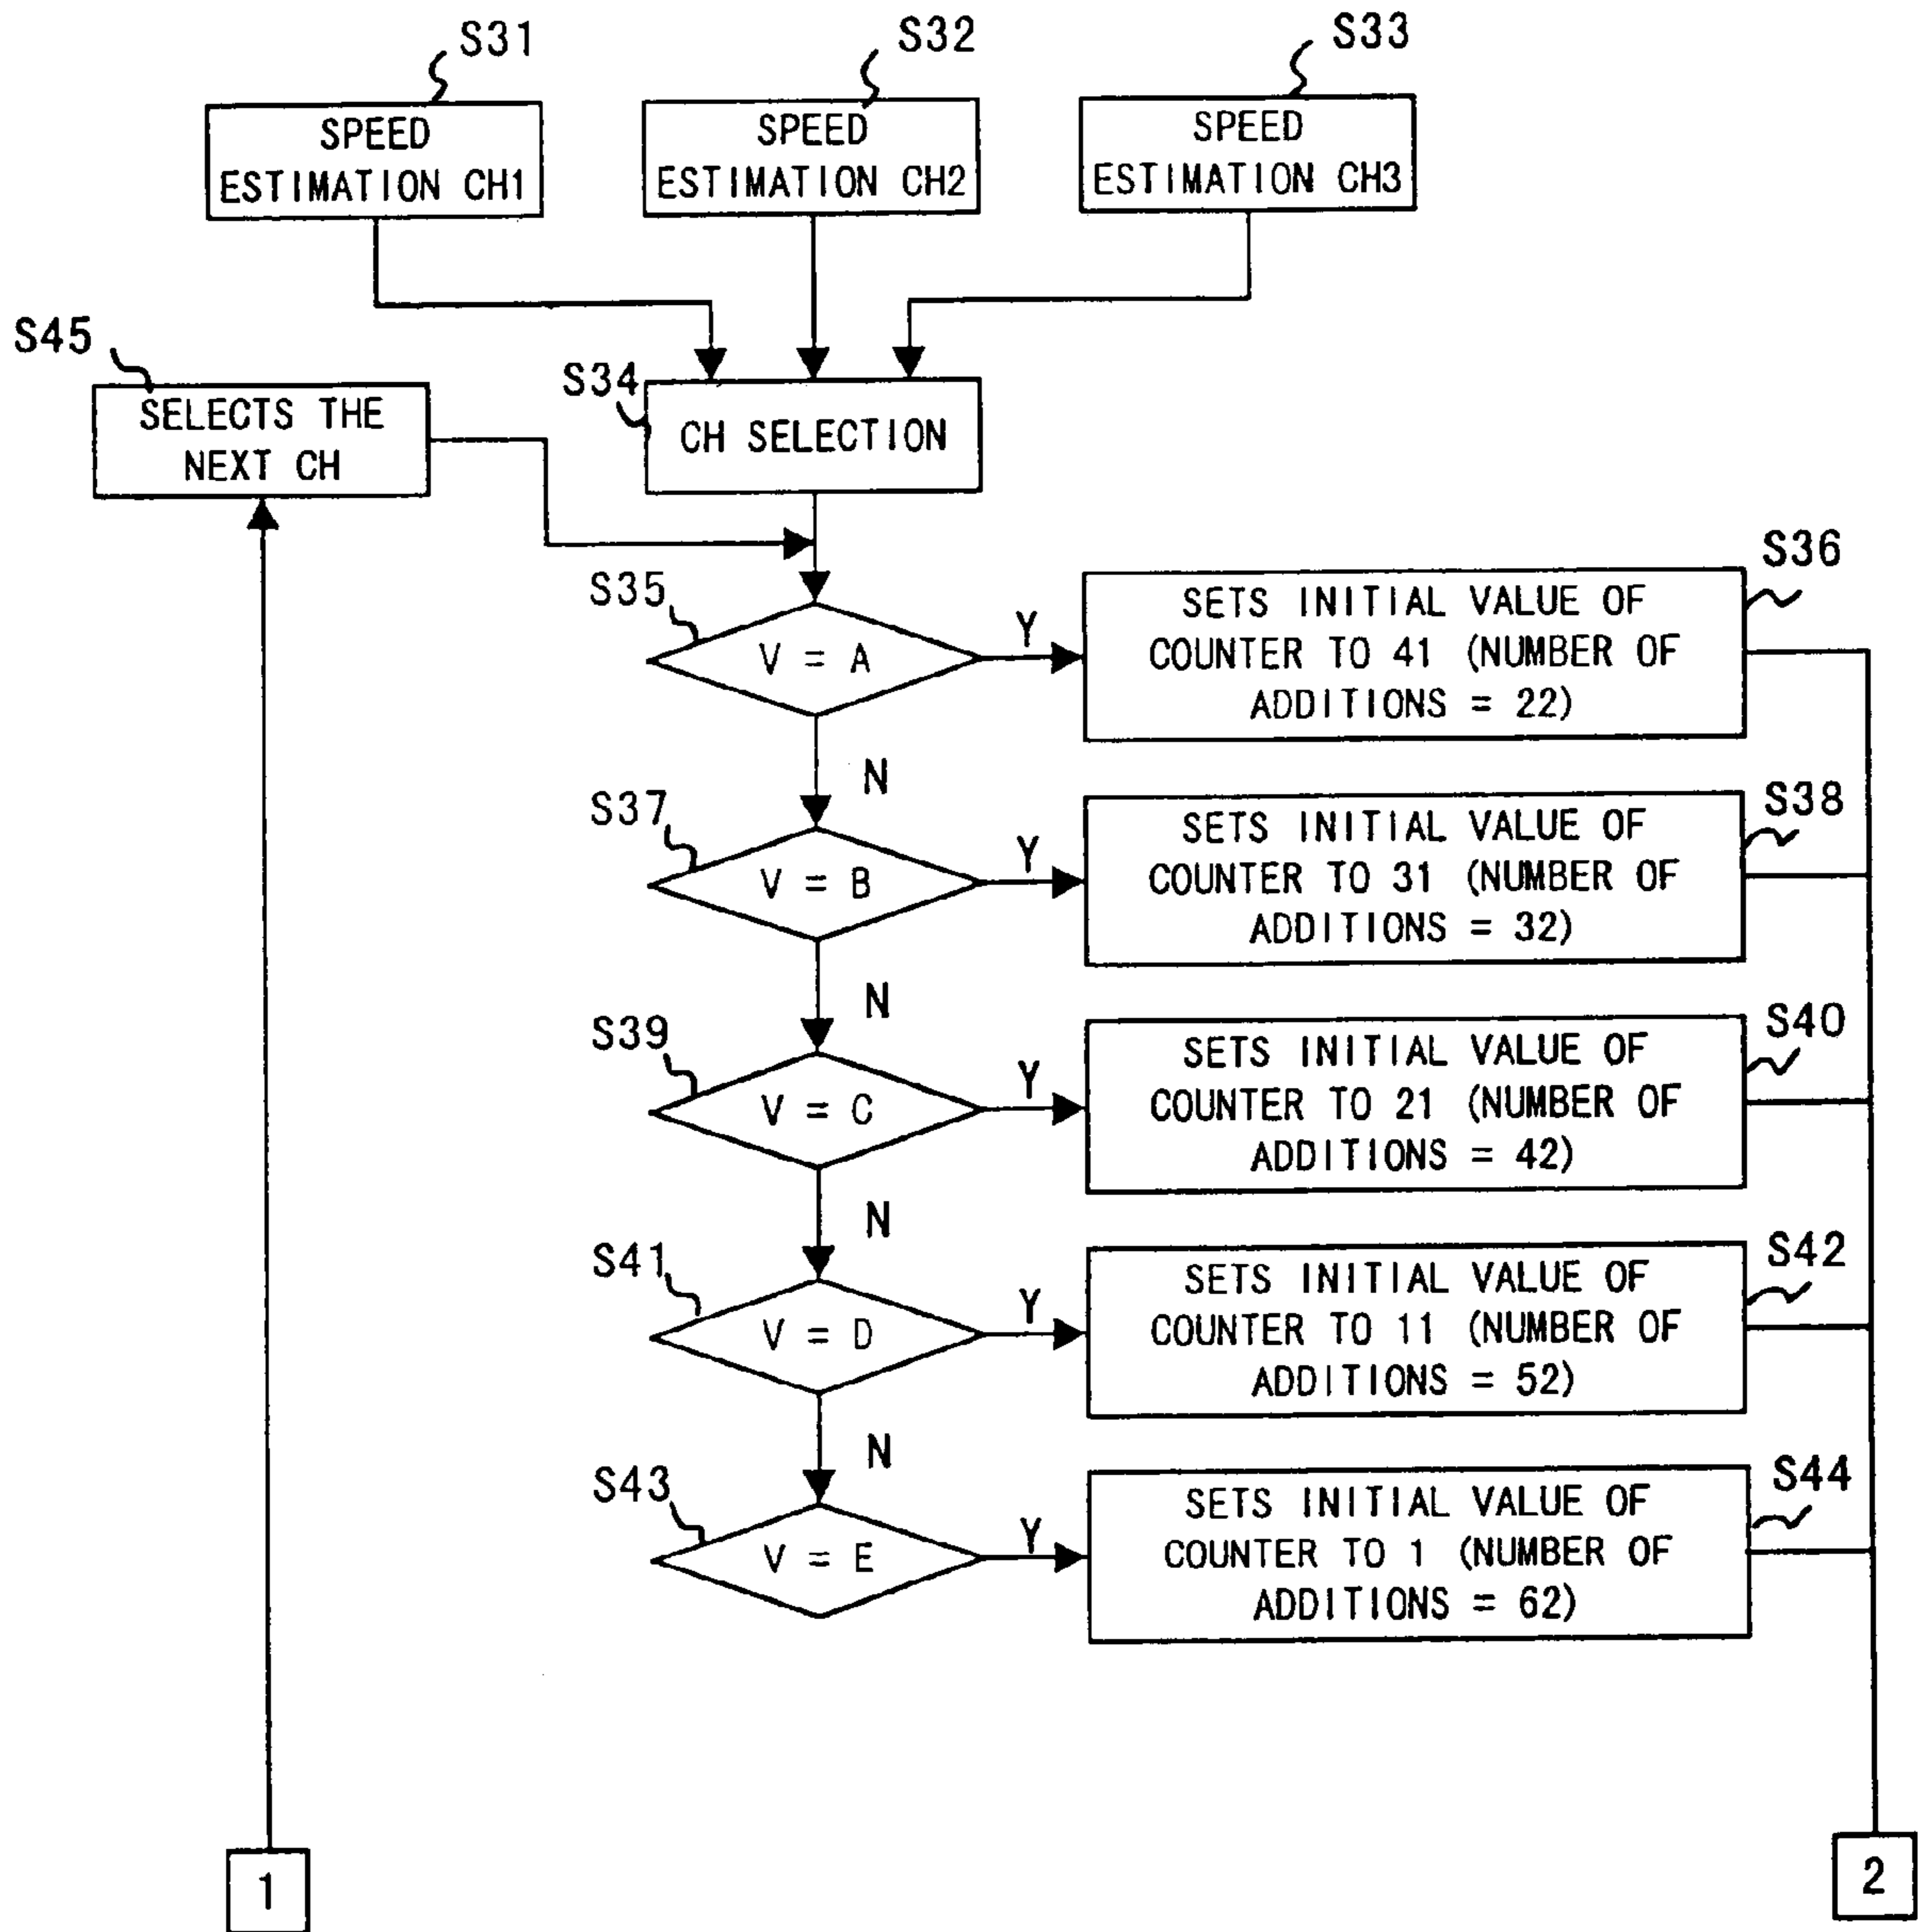 S31
S32
S33
SPEED
ESTIMATION CH1
SPEED
ESTIMATION CH2
SPEED
ESTIMATION CH3
S45
SELECTS THE
NEXT CH
S34
CH SELECTION
S35
V = A
Y
S36
SETS INITIAL VALUE OF
COUNTER TO 41 (NUMBER OF
ADDITIONS = 22)
N
S37
V = B
Y
S38
SETS INITIAL VALUE OF
COUNTER TO 31 (NUMBER OF
ADDITIONS = 32)
N
S39
V = C
Y
S40
SETS INITIAL VALUE OF
COUNTER TO 21 (NUMBER OF
ADDITIONS = 42)
N
S41
V = D
Y
S42
SETS INITIAL VALUE OF
COUNTER TO 11 (NUMBER OF
ADDITIONS = 52)
N
S43
V = E
Y
S44
SETS INITIAL VALUE OF
COUNTER TO 1 (NUMBER OF
ADDITIONS = 62)
1
2